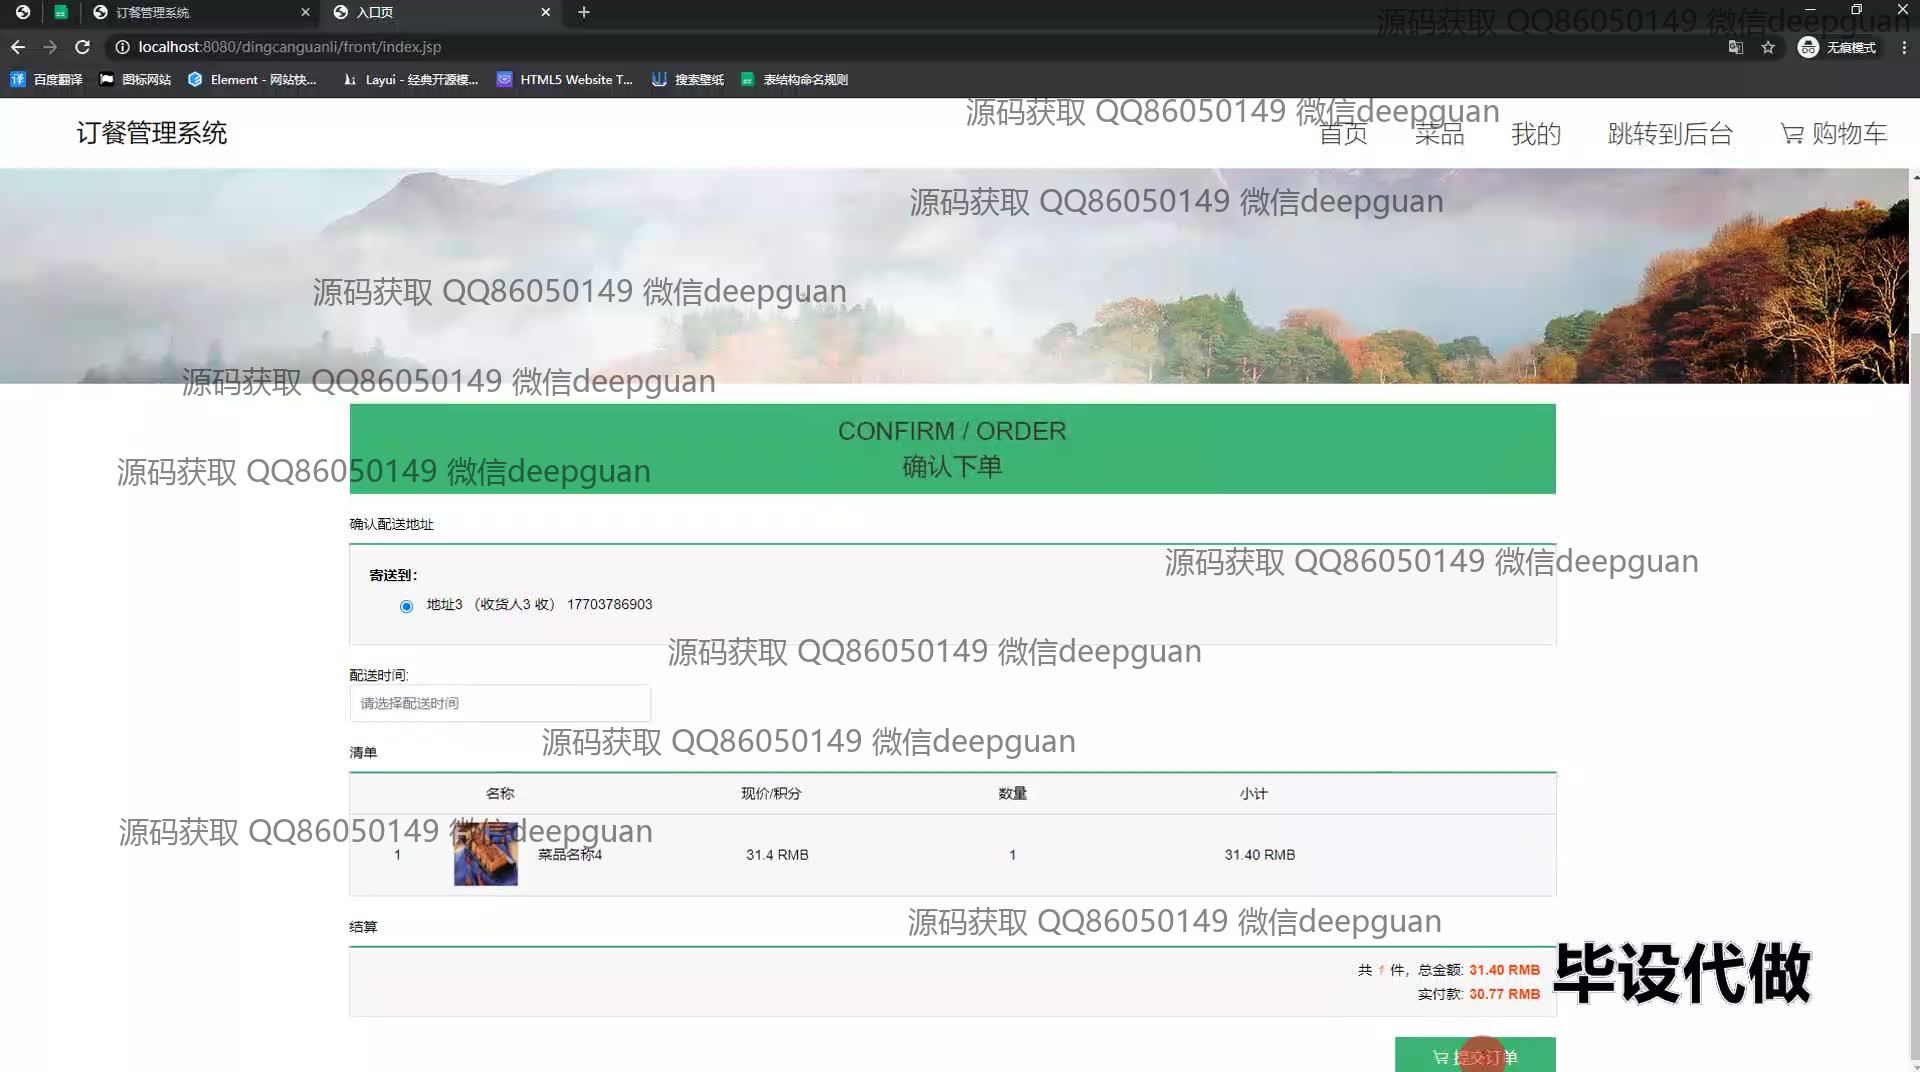 订餐管理系统
入口页
localhost:8080/dingcanguanli/front/index.jsp
无痕模式
百度翻译
图标网站
Element - 网站快...
Layui - 经典开源模...
HTML5 Website T...
搜索壁纸
表结构命名规则
源码获取 QQ86050149 微信deepguan
源码获取 QQ86050149 微信deepguan
订餐管理系统
首页
菜品
我的
跳转到后台
购物车
源码获取 QQ86050149 微信deepguan
源码获取 QQ86050149 微信deepguan
源码获取 QQ86050149 微信deepguan
CONFIRM / ORDER
确认下单
源码获取 QQ86050149 微信deepguan
确认配送地址
源码获取 QQ86050149 微信deepguan
寄送到：
地址3 （收货人3 收） 17703786903
源码获取 QQ86050149 微信deepguan
配送时间:
请选择配送时间
源码获取 QQ86050149 微信deepguan
清单
名称 现价/积分 数量 小计
源码获取 QQ86050149 微信deepguan
1 菜品名称4 31.4 RMB 1 31.40 RMB
源码获取 QQ86050149 微信deepguan
结算
共 1 件，总金额: 31.40 RMB
实付款: 30.77 RMB
毕设代做
提交订单